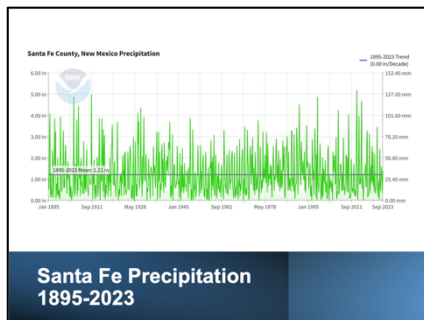 Santa Fe County, New Mexico Precipitation
1895-2023 Trend
(0.00 in/Decade)
6.00 in
152.40 mm
5.00 in
127.00 mm
4.00 in
101.60 mm
3.00 in
76.20 mm
2.00 in
50.80 mm
1895-2023 Mean: 1.21 in
1.00 in
25.40 mm
0.00 in
0.00 mm
Jan 1895
Sep 1911
May 1928
Jan 1945
Sep 1961
May 1978
Jan 1995
Sep 2011
Sep 2023
Santa Fe Precipitation
1895-2023